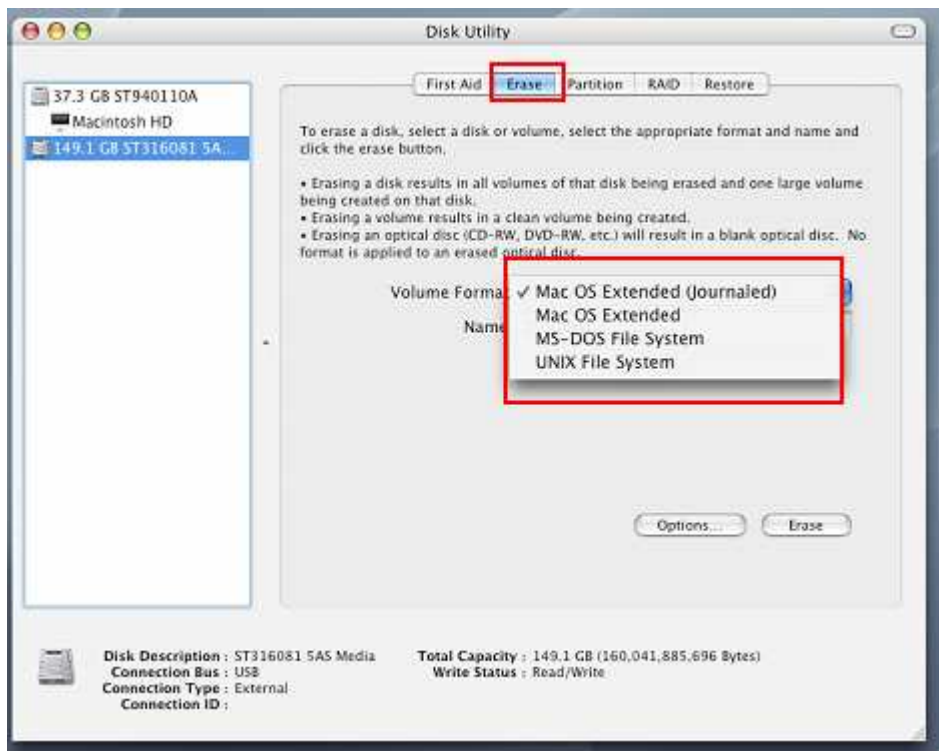 Disk Utility
37.3 GB ST940110A
Macintosh HD
149.1 GB ST316081 5A...
First Aid Erase Partition RAID Restore
To erase a disk, select a disk or volume, select the appropriate format and name and
click the erase button.
• Erasing a disk results in all volumes of that disk being erased and one large volume
being created on that disk.
• Erasing a volume results in a clean volume being created.
• Erasing an optical disc (CD-RW, DVD-RW, etc.) will result in a blank optical disc. No
format is applied to an erased optical disc.
Volume Format ✓ Mac OS Extended (Journaled)
Mac OS Extended
Name
MS-DOS File System
UNIX File System
Options... Erase
Disk Description : ST316081 5AS Media Total Capacity : 149.1 GB (160,041,885,696 Bytes)
Connection Bus : USB Write Status : Read/Write
Connection Type : External
Connection ID :